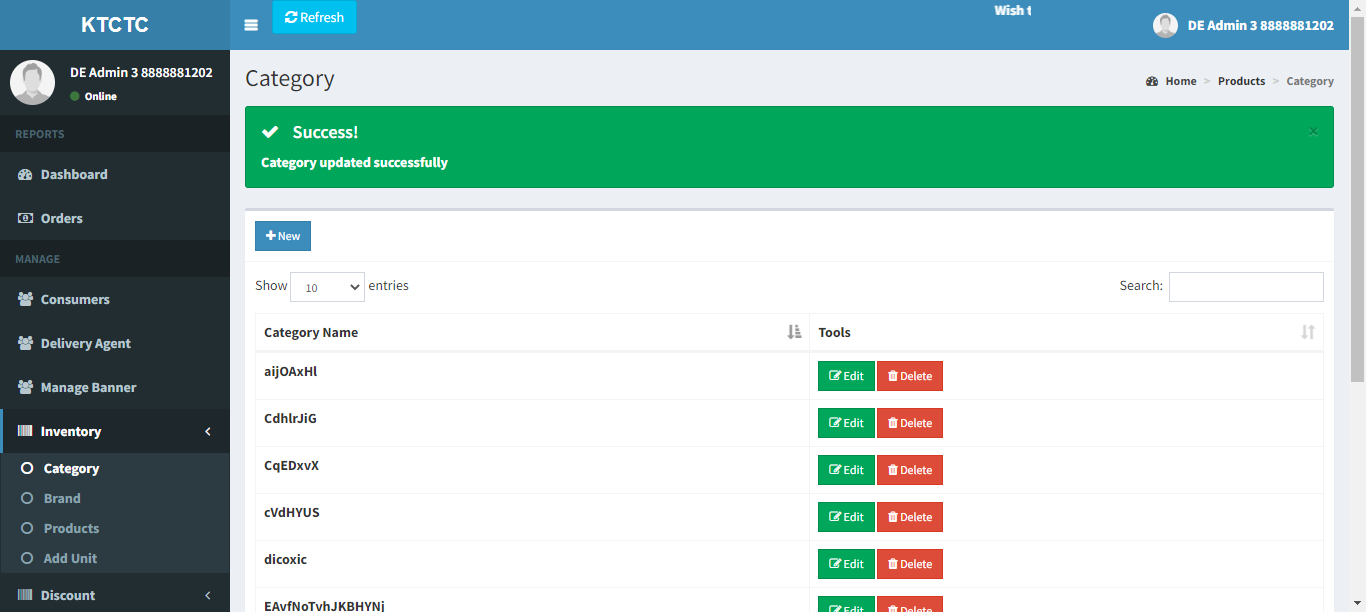 KTCTC
Refresh
Wish t
DE Admin 3 8888881202
DE Admin 3 8888881202
Online
REPORTS
Dashboard
Orders
MANAGE
Consumers
Delivery Agent
Manage Banner
Inventory
Category
Brand
Products
Add Unit
Discount
Category
Home > Products > Category
Success!
×
Category updated successfully
New
Show 10 entries
Search:
Category Name Tools
aijOAxHl Edit Delete
CdhlrJiG Edit Delete
CqEDxvX Edit Delete
cVdHYUS Edit Delete
dicoxic Edit Delete
EAvfNoTvhJKBHYNj Edit Delete